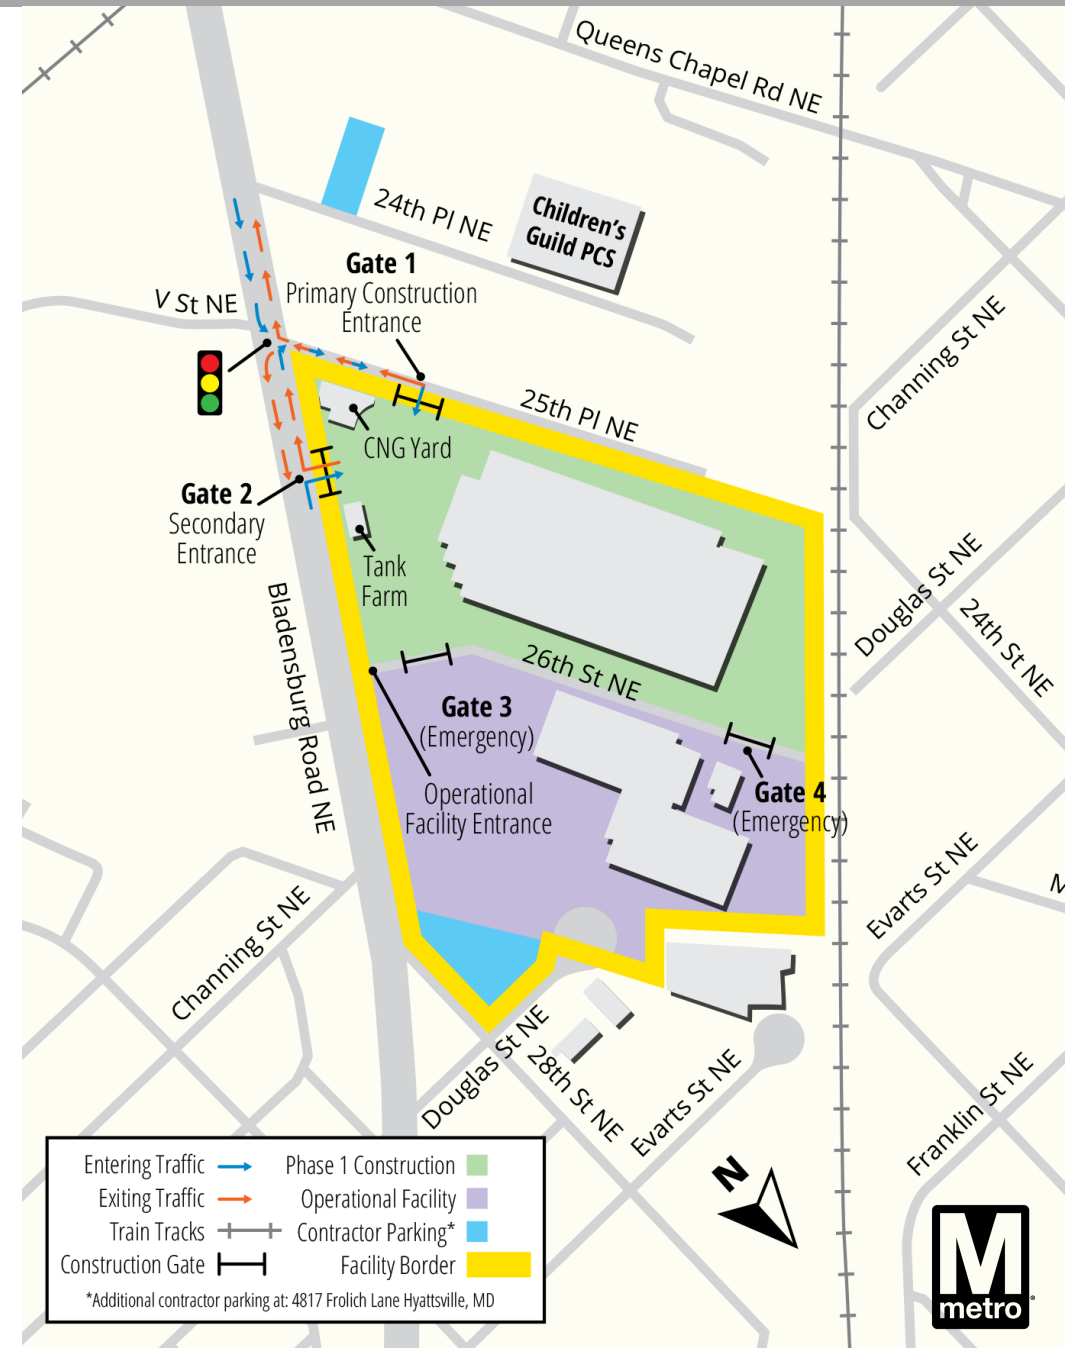 Queens Chapel Rd NE
24th Pl NE
Children's
Guild PCS
Gate 1
Primary Construction
Entrance
V St NE
25th Pl NE
Channing St NE
CNG Yard
Gate 2
Secondary
Entrance
Tank
Farm
Douglas St NE
24th St NE
Bladensburg Road NE
26th St NE
Gate 3
(Emergency)
Operational
Facility Entrance
Gate 4
(Emergency)
Evarts St NE
M
Channing St NE
Douglas St NE
28th St NE
Evarts St NE
Franklin St NE
N
Entering Traffic
Exiting Traffic
Train Tracks
Construction Gate
Phase 1 Construction
Operational Facility
Contractor Parking*
Facility Border
*Additional contractor parking at: 4817 Frolich Lane Hyattsville, MD
M
metro